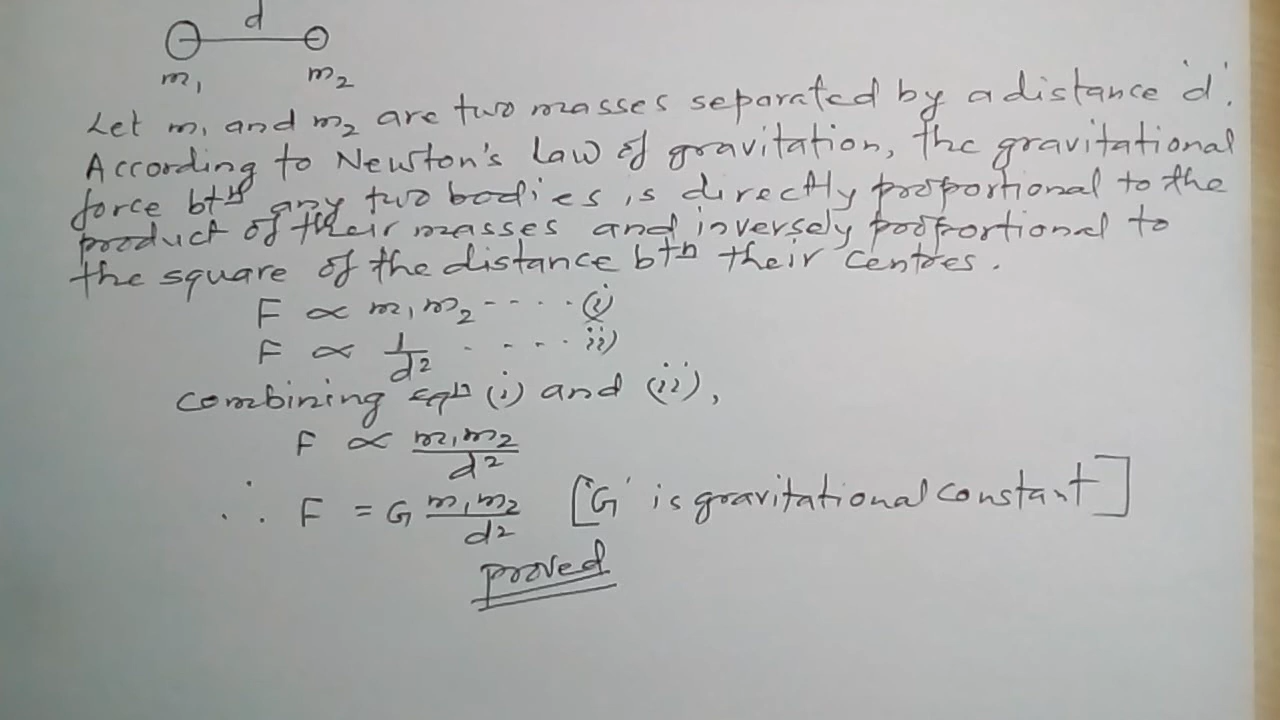 d
m₁ m₂
Let m₁ and m₂ are two masses separated by a distance 'd'.
According to Newton's law of gravitation, the gravitational
force btⁿ any two bodies is directly proportional to the
product of their masses and inversely proportional to
the square of the distance btⁿ their centres.
F ∝ m₁m₂ ---- (i)
F ∝ 1/d² ---- ii)
combining eqⁿ (i) and (ii),
F ∝ m₁m₂/d²
∴ F = G m₁m₂/d² ['G' is gravitational constant]
proved